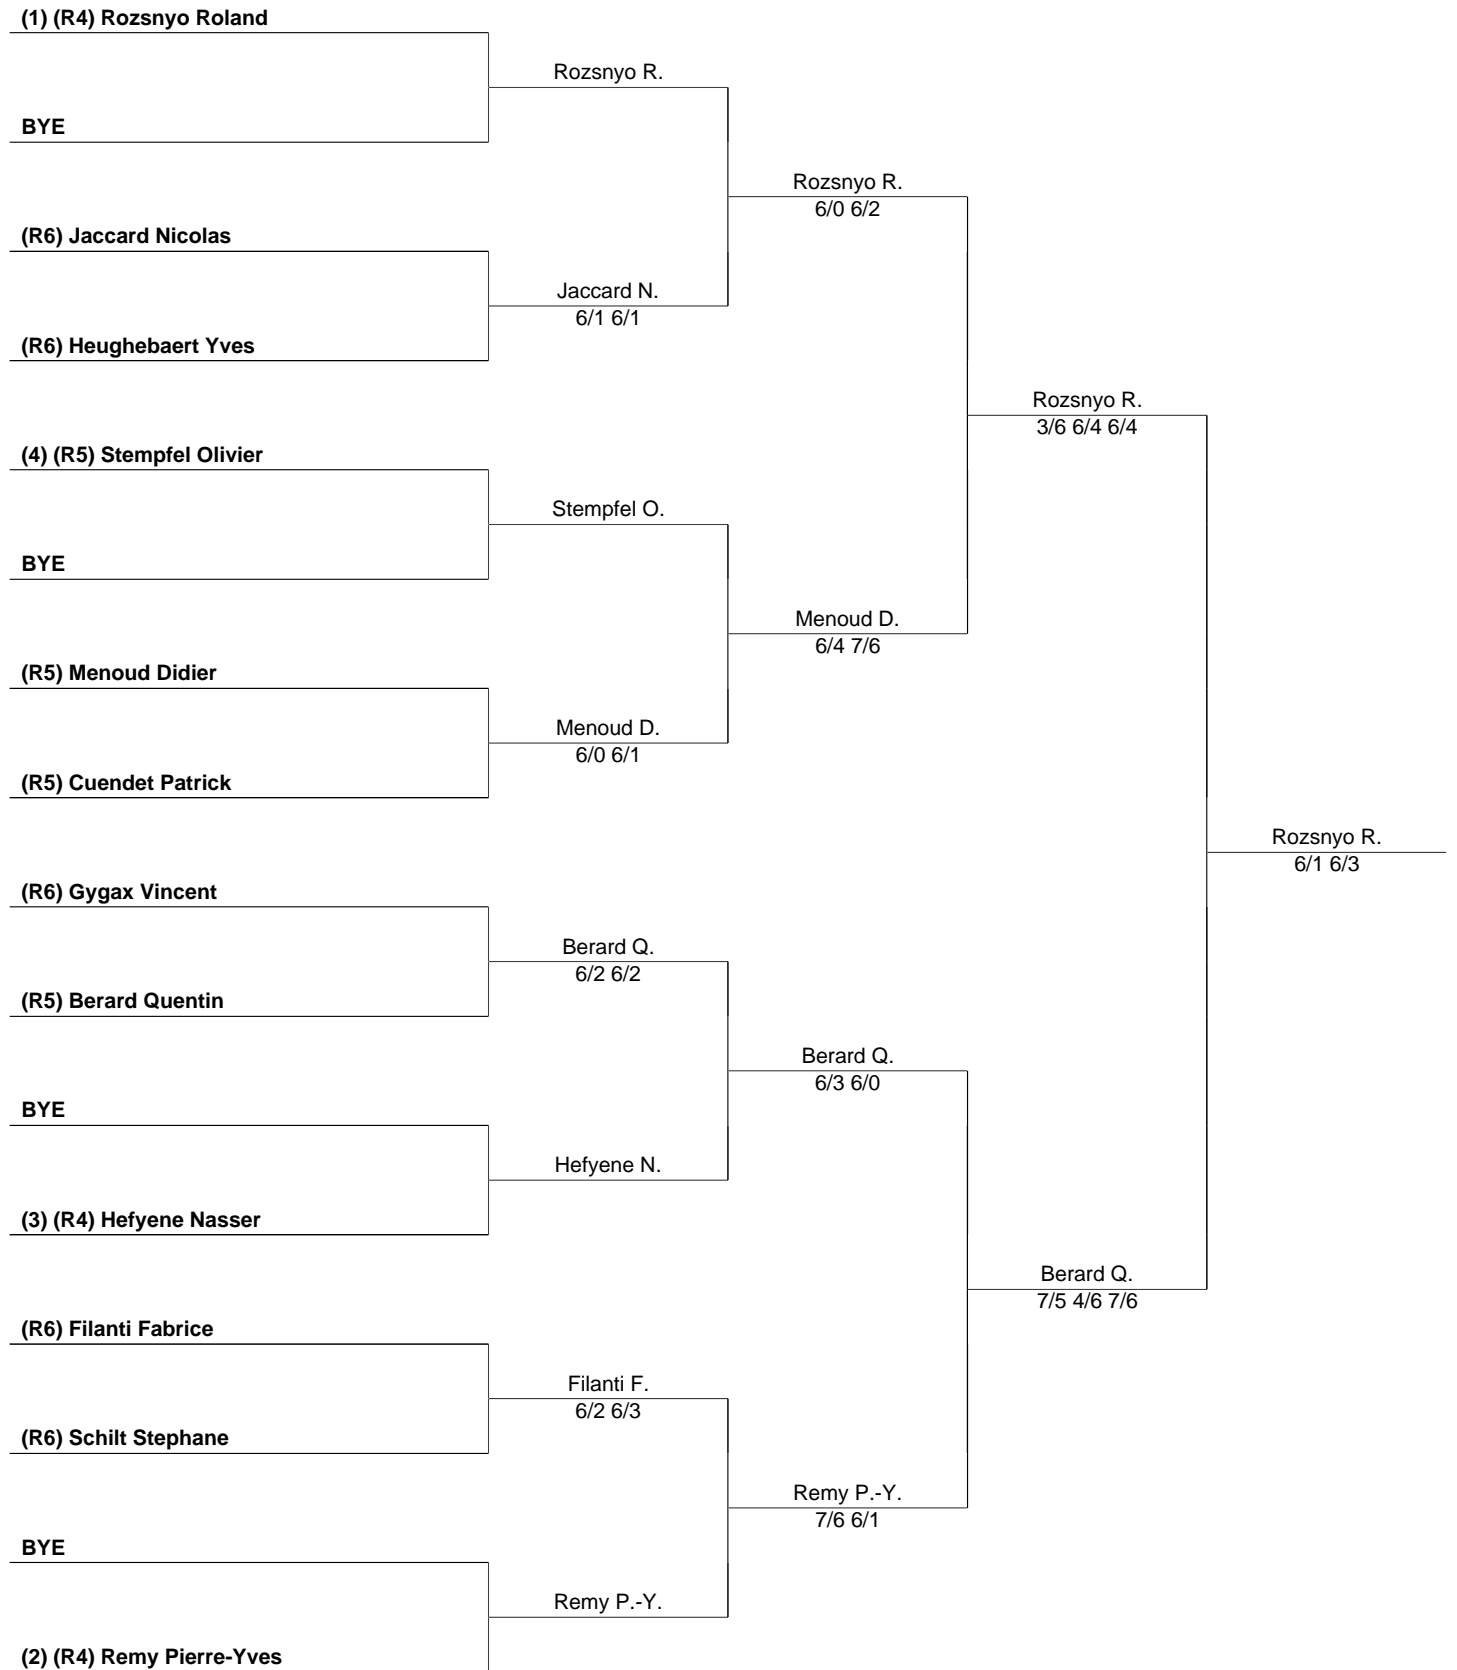 (1) (R4) Rozsnyo Roland
Rozsnyo R.
BYE
Rozsnyo R.
6/0 6/2
(R6) Jaccard Nicolas
Jaccard N.
6/1 6/1
(R6) Heughebaert Yves
Rozsnyo R.
3/6 6/4 6/4
(4) (R5) Stempfel Olivier
Stempfel O.
BYE
Menoud D.
6/4 7/6
(R5) Menoud Didier
Menoud D.
6/0 6/1
(R5) Cuendet Patrick
Rozsnyo R.
6/1 6/3
(R6) Gygax Vincent
Berard Q.
6/2 6/2
(R5) Berard Quentin
Berard Q.
6/3 6/0
BYE
Hefyene N.
(3) (R4) Hefyene Nasser
Berard Q.
7/5 4/6 7/6
(R6) Filanti Fabrice
Filanti F.
6/2 6/3
(R6) Schilt Stephane
Remy P.-Y.
7/6 6/1
BYE
Remy P.-Y.
(2) (R4) Remy Pierre-Yves